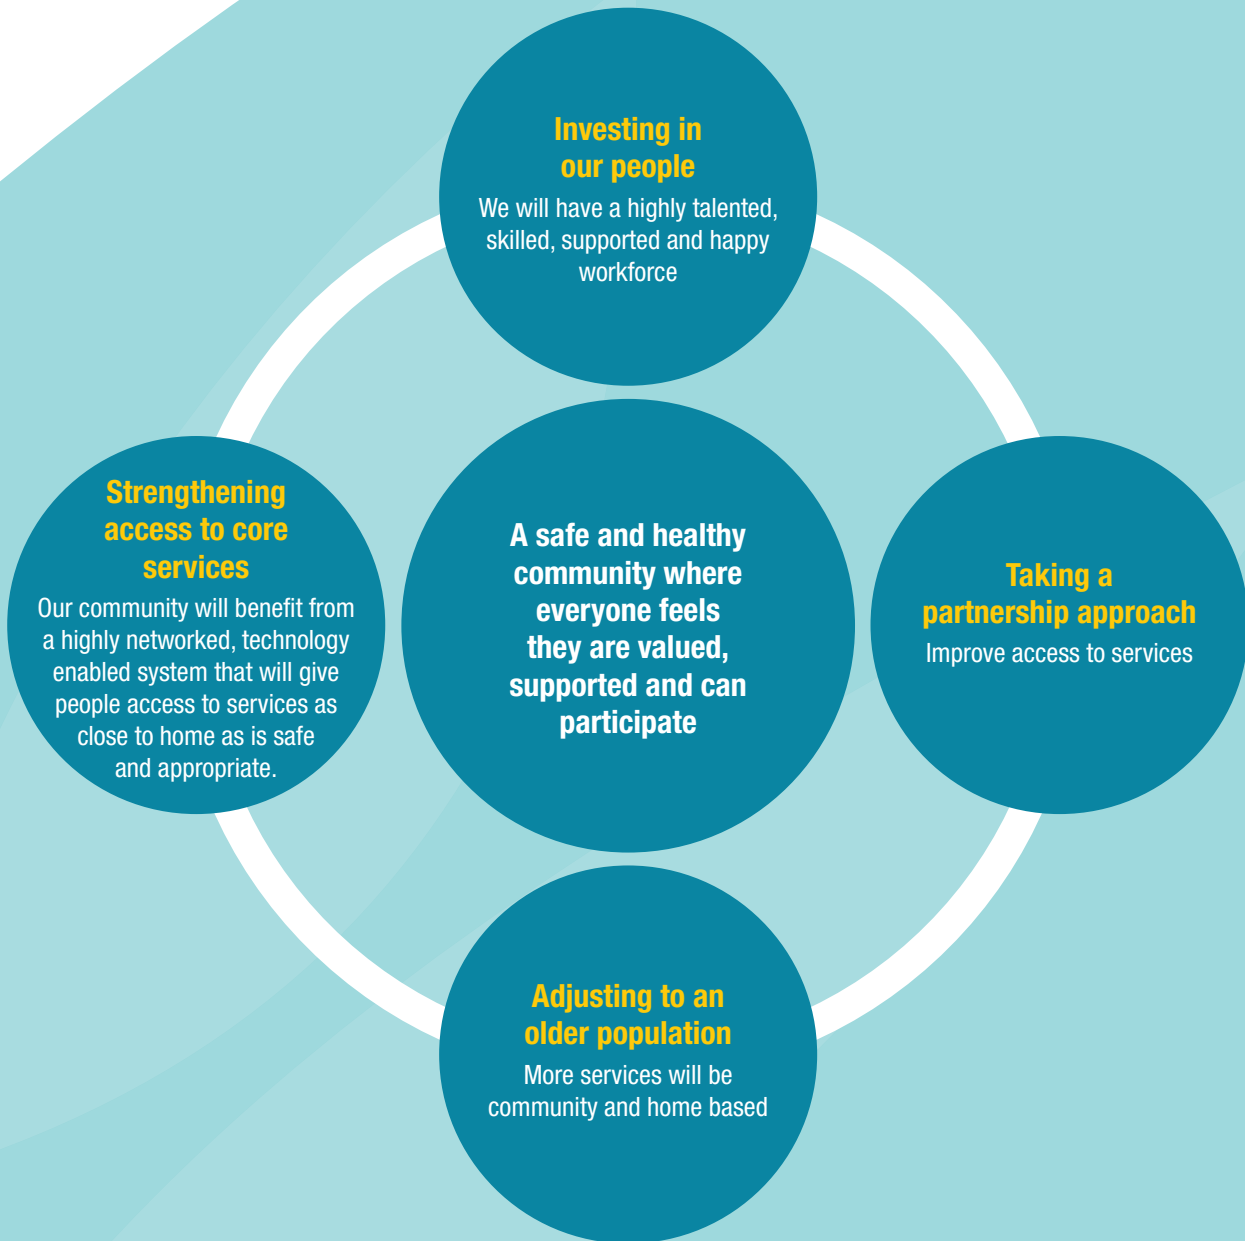 Investing in
our people
We will have a highly talented,
skilled, supported and happy
workforce
Strengthening
access to core
services
Our community will benefit from
a highly networked, technology
enabled system that will give
people access to services as
close to home as is safe
and appropriate.
A safe and healthy
community where
everyone feels
they are valued,
supported and can
participate
Taking a
partnership approach
Improve access to services
Adjusting to an
older population
More services will be
community and home based